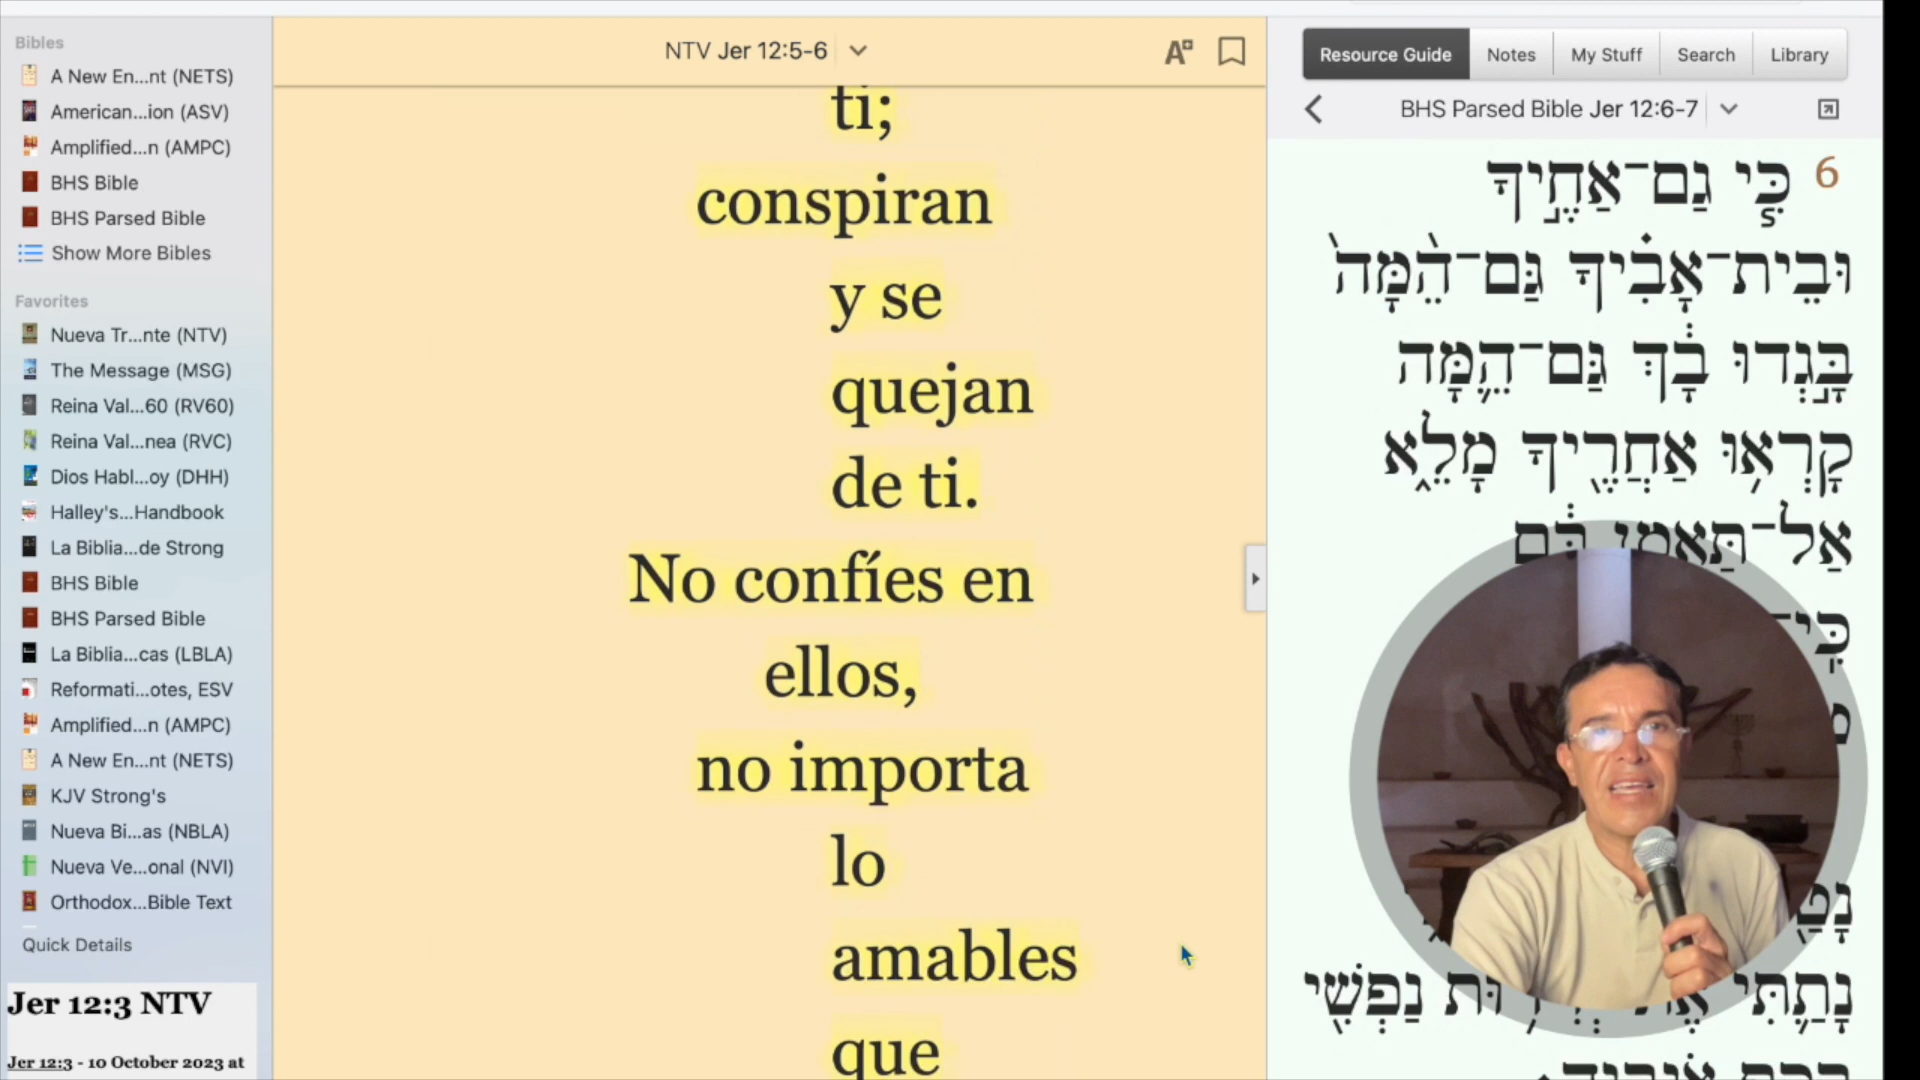 Bibles
A New En...nt (NETS)
American...ion (ASV)
Amplified...n (AMPC)
BHS Bible
BHS Parsed Bible
Show More Bibles
Favorites
Nueva Tr...nte (NTV)
The Message (MSG)
Reina Val...60 (RV60)
Reina Val...nea (RVC)
Dios Habl...oy (DHH)
Halley's...Handbook
La Biblia...de Strong
BHS Bible
BHS Parsed Bible
La Biblia...cas (LBLA)
Reformati...otes, ESV
Amplified...n (AMPC)
A New En...nt (NETS)
KJV Strong's
Nueva Bi...as (NBLA)
Nueva Ve...onal (NVI)
Orthodox...Bible Text
Quick Details
Jer 12:3 NTV
Jer 12:3 - 10 October 2023 at
NTV Jer 12:5-6
ti;
conspiran
y se
quejan
de ti.
No confíes en
ellos,
no importa
lo
amables
que
Resource Guide
Notes
My Stuff
Search
Library
BHS Parsed Bible Jer 12:6-7
6 כִּ֧י גַם־אַחֶ֣יךָ
וּבֵית־אָבִ֗יךָ גַּם־הֵ֙מָּה֙
בָּ֣גְדוּ בָ֔ךְ גַּם־הֵ֛מָּה
קָרְא֥וּ אַחֲרֶ֖יךָ מָלֵ֑א
אַל־תַּאֲמֵ֣ן בָּ֔ם
כִּֽי־
נָתַ֛תִּי אֶת־יְדִד֥וּת נַפְשִׁ֖י